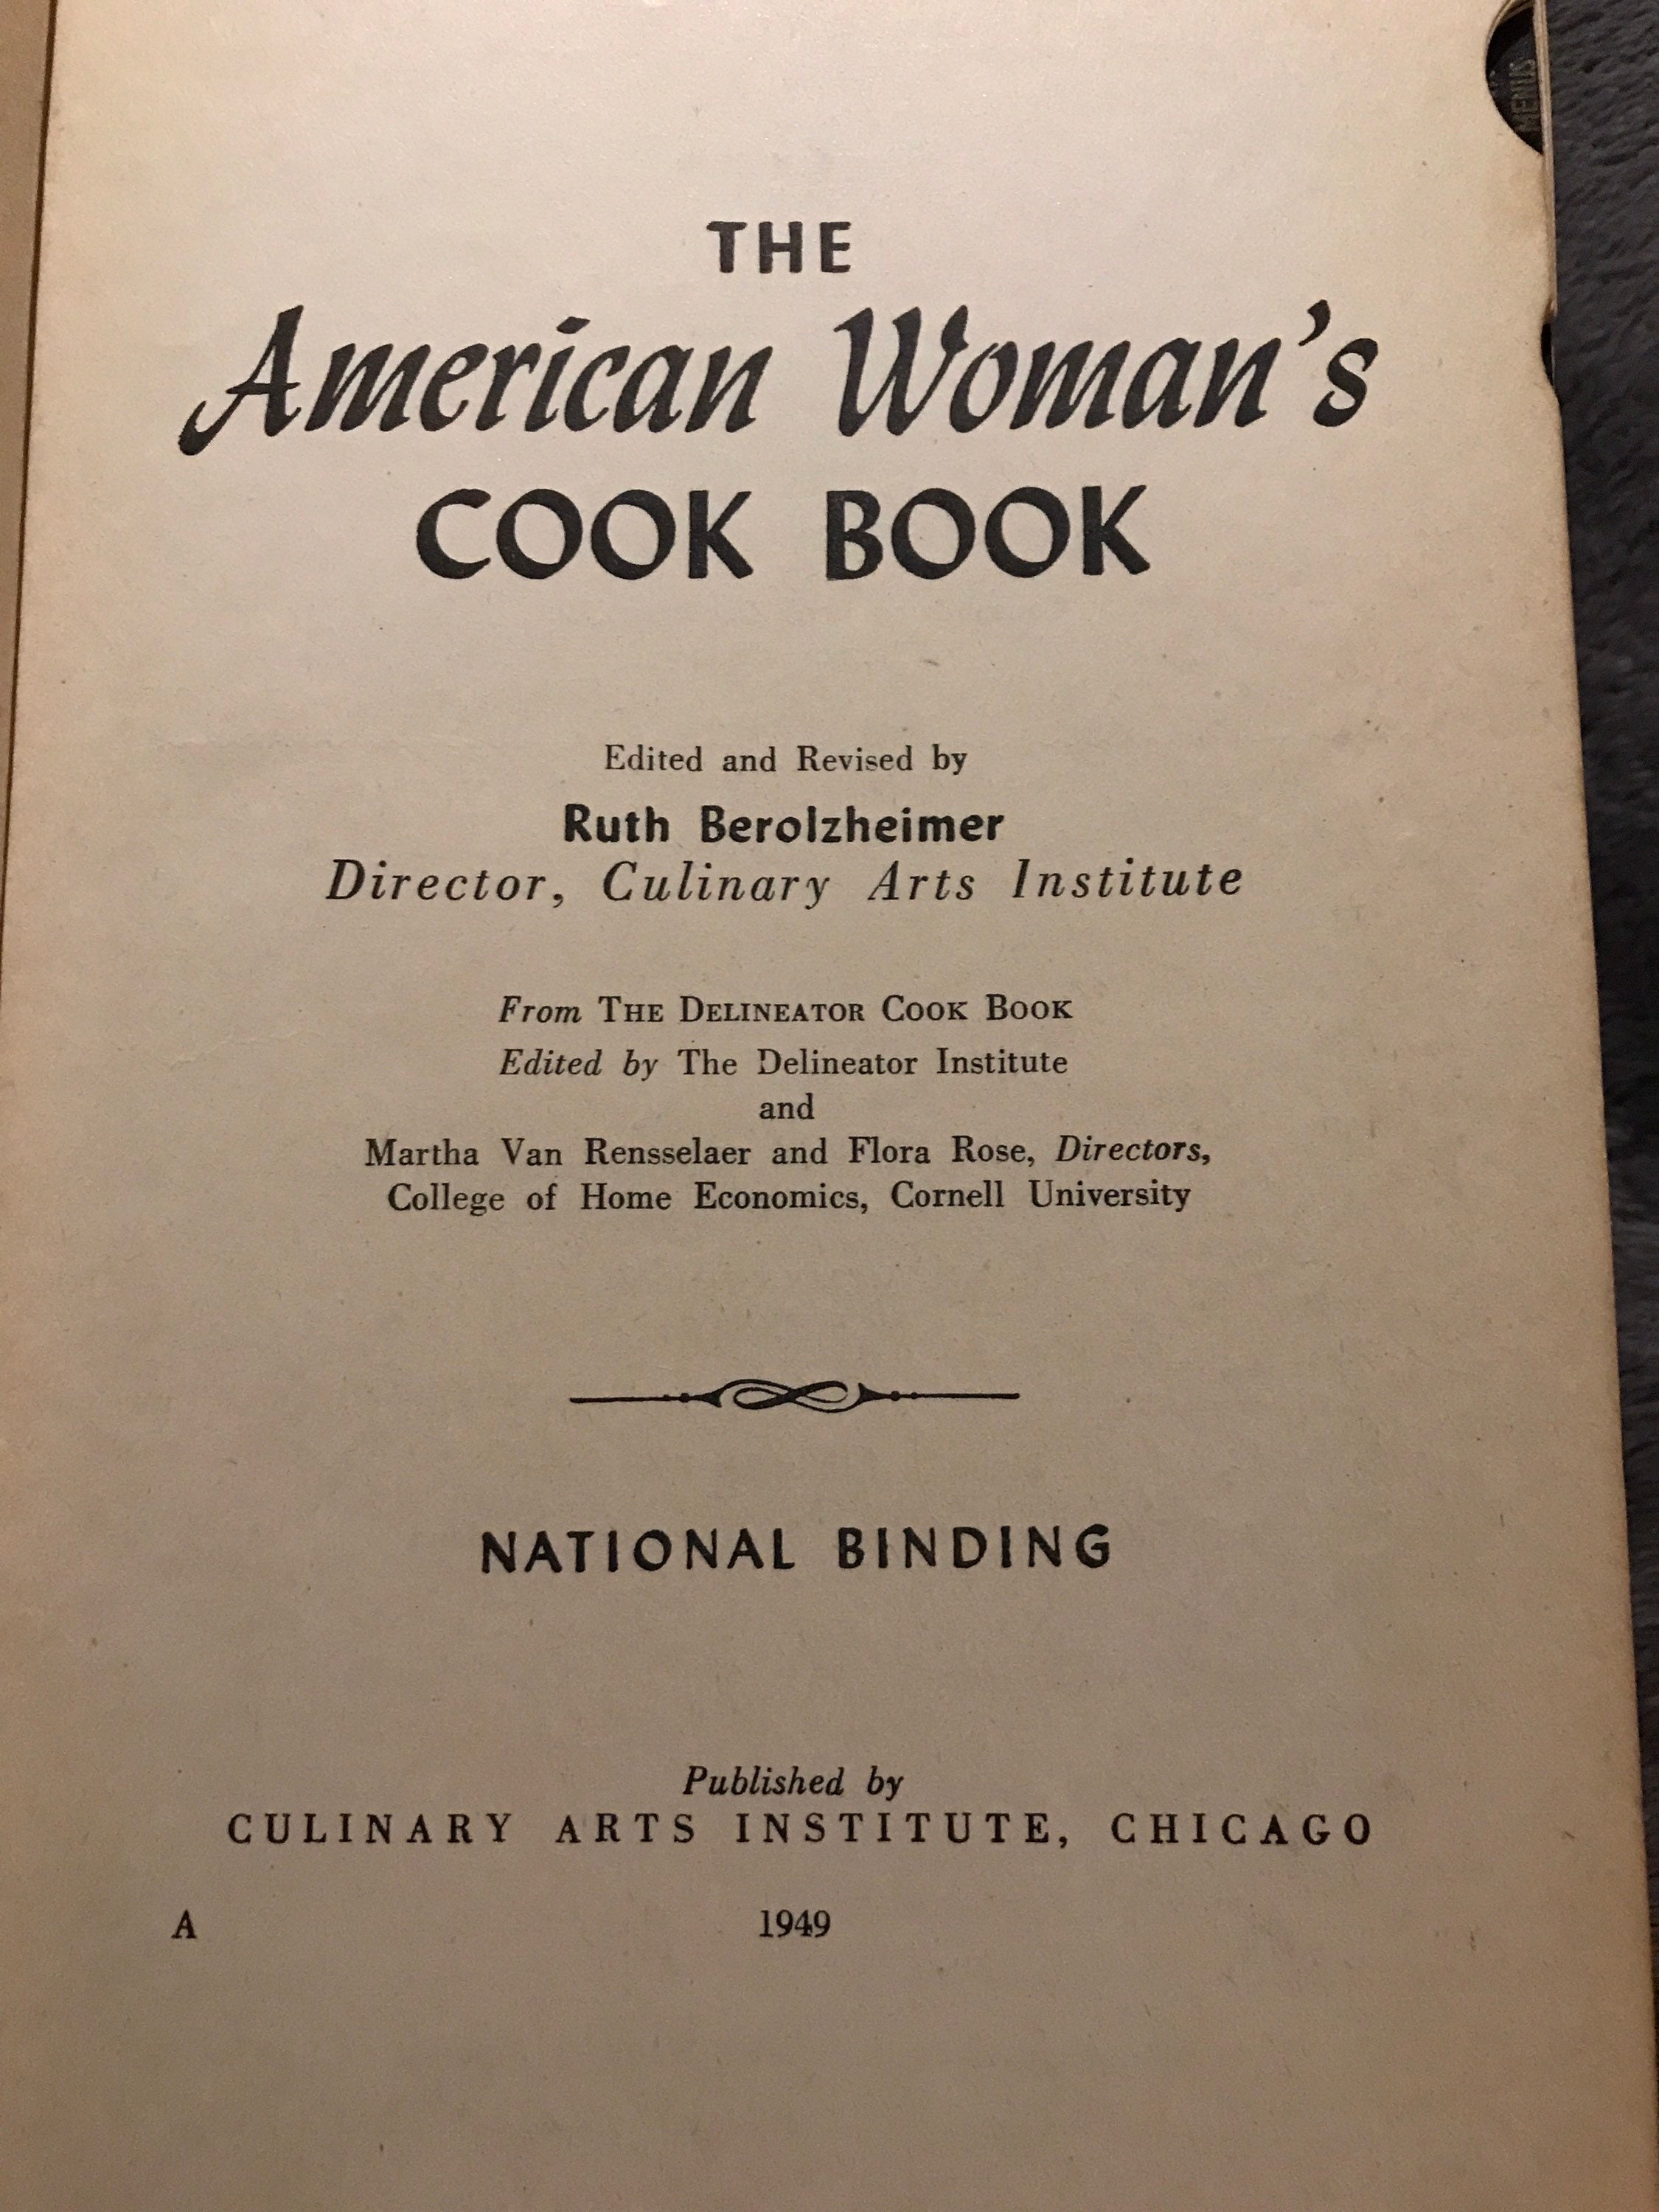 MENUS
THE
American Woman's
COOK BOOK
Edited and Revised by
Ruth Berolzheimer
Director, Culinary Arts Institute
From THE DELINEATOR COOK BOOK
Edited by The Delineator Institute
and
Martha Van Rensselaer and Flora Rose, Directors,
College of Home Economics, Cornell University
NATIONAL BINDING
Published by
CULINARY ARTS INSTITUTE, CHICAGO
A 1949